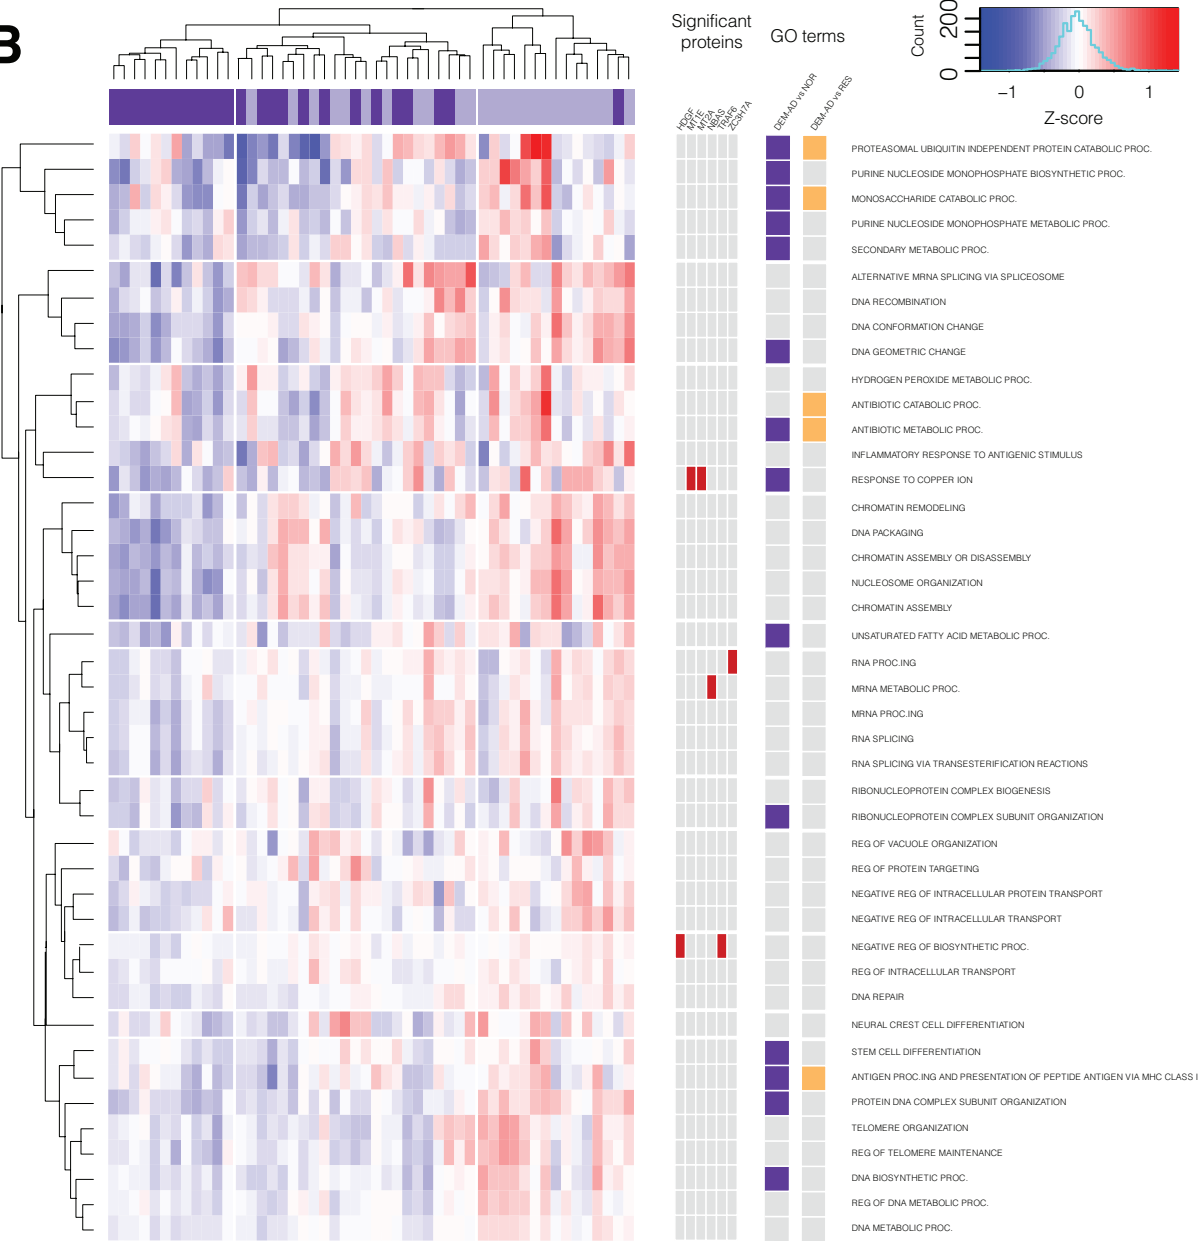 B
Significant
proteins
GO terms
Count
0
200
−1
0
1
Z-score
HDGF
MT1E
MT2A
NBAS
TRAF6
ZC3H7A
DEM-AD vs NOR
DEM-AD vs RES
PROTEASOMAL UBIQUITIN INDEPENDENT PROTEIN CATABOLIC PROC.
PURINE NUCLEOSIDE MONOPHOSPHATE BIOSYNTHETIC PROC.
MONOSACCHARIDE CATABOLIC PROC.
PURINE NUCLEOSIDE MONOPHOSPHATE METABOLIC PROC.
SECONDARY METABOLIC PROC.
ALTERNATIVE MRNA SPLICING VIA SPLICEOSOME
DNA RECOMBINATION
DNA CONFORMATION CHANGE
DNA GEOMETRIC CHANGE
HYDROGEN PEROXIDE METABOLIC PROC.
ANTIBIOTIC CATABOLIC PROC.
ANTIBIOTIC METABOLIC PROC.
INFLAMMATORY RESPONSE TO ANTIGENIC STIMULUS
RESPONSE TO COPPER ION
CHROMATIN REMODELING
DNA PACKAGING
CHROMATIN ASSEMBLY OR DISASSEMBLY
NUCLEOSOME ORGANIZATION
CHROMATIN ASSEMBLY
UNSATURATED FATTY ACID METABOLIC PROC.
RNA PROC.ING
MRNA METABOLIC PROC.
MRNA PROC.ING
RNA SPLICING
RNA SPLICING VIA TRANSESTERIFICATION REACTIONS
RIBONUCLEOPROTEIN COMPLEX BIOGENESIS
RIBONUCLEOPROTEIN COMPLEX SUBUNIT ORGANIZATION
REG OF VACUOLE ORGANIZATION
REG OF PROTEIN TARGETING
NEGATIVE REG OF INTRACELLULAR PROTEIN TRANSPORT
NEGATIVE REG OF INTRACELLULAR TRANSPORT
NEGATIVE REG OF BIOSYNTHETIC PROC.
REG OF INTRACELLULAR TRANSPORT
DNA REPAIR
NEURAL CREST CELL DIFFERENTIATION
STEM CELL DIFFERENTIATION
ANTIGEN PROC.ING AND PRESENTATION OF PEPTIDE ANTIGEN VIA MHC CLASS I
PROTEIN DNA COMPLEX SUBUNIT ORGANIZATION
TELOMERE ORGANIZATION
REG OF TELOMERE MAINTENANCE
DNA BIOSYNTHETIC PROC.
REG OF DNA METABOLIC PROC.
DNA METABOLIC PROC.